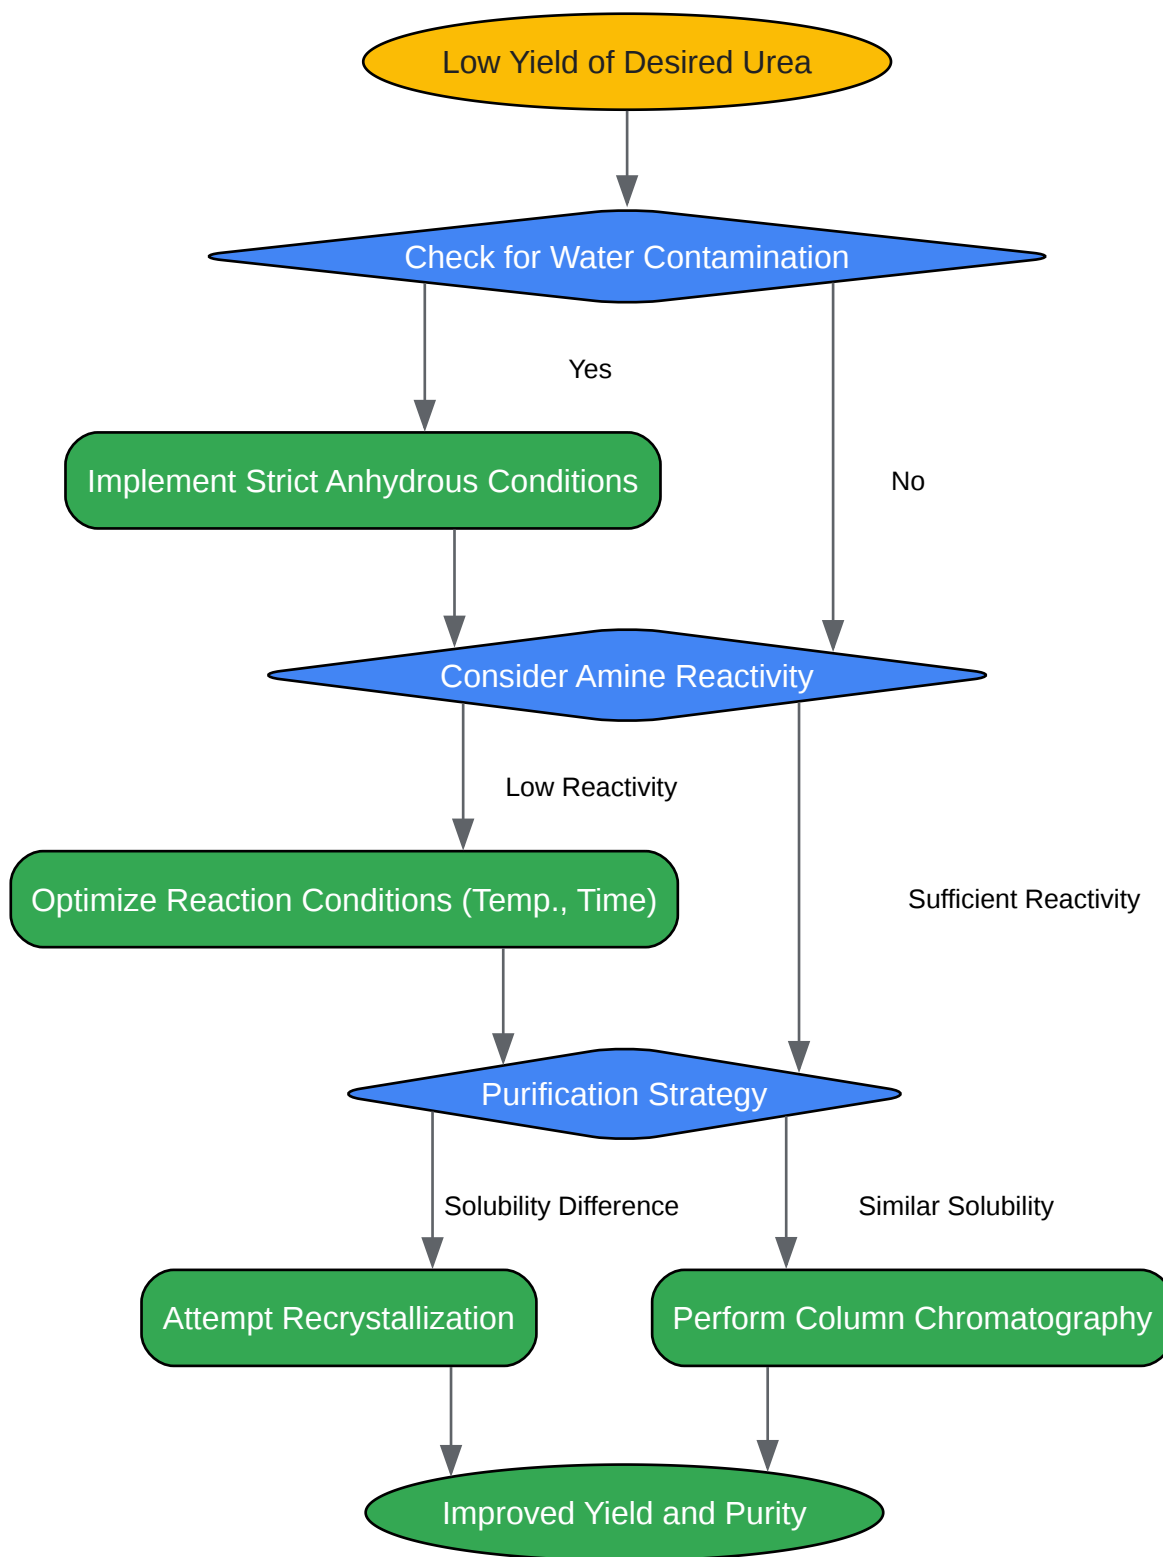 Low Yield of Desired Urea
Check for Water Contamination
Yes
Implement Strict Anhydrous Conditions
No
Consider Amine Reactivity
Low Reactivity
Optimize Reaction Conditions (Temp., Time)
Sufficient Reactivity
Purification Strategy
Solubility Difference
Similar Solubility
Attempt Recrystallization
Perform Column Chromatography
Improved Yield and Purity